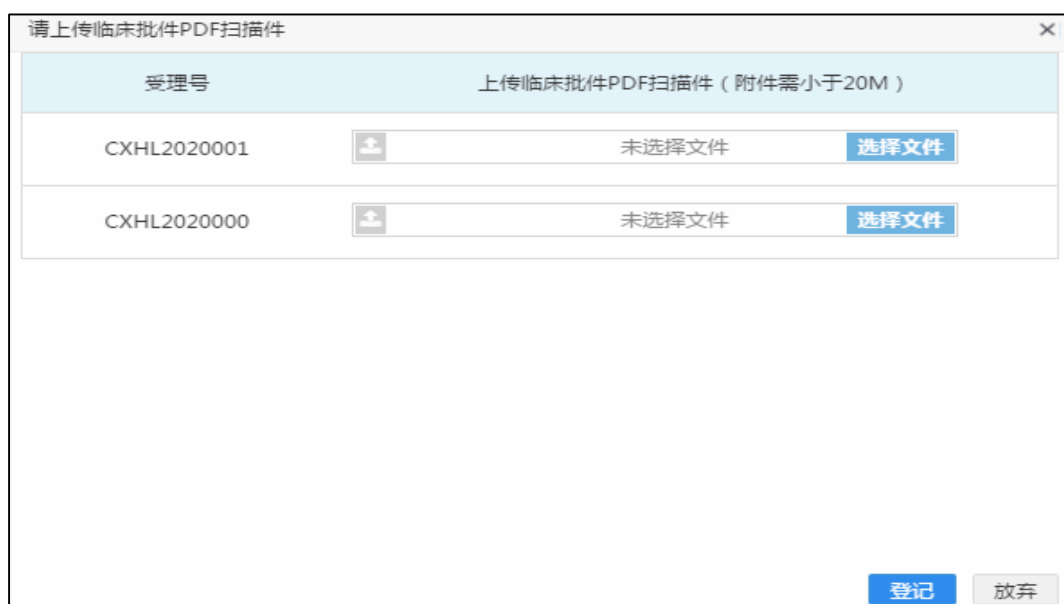 请上传临床批件PDF扫描件
受理号 上传临床批件PDF扫描件（附件需小于20M）
CXHL2020001 未选择文件 选择文件
CXHL2020000 未选择文件 选择文件
登记 放弃